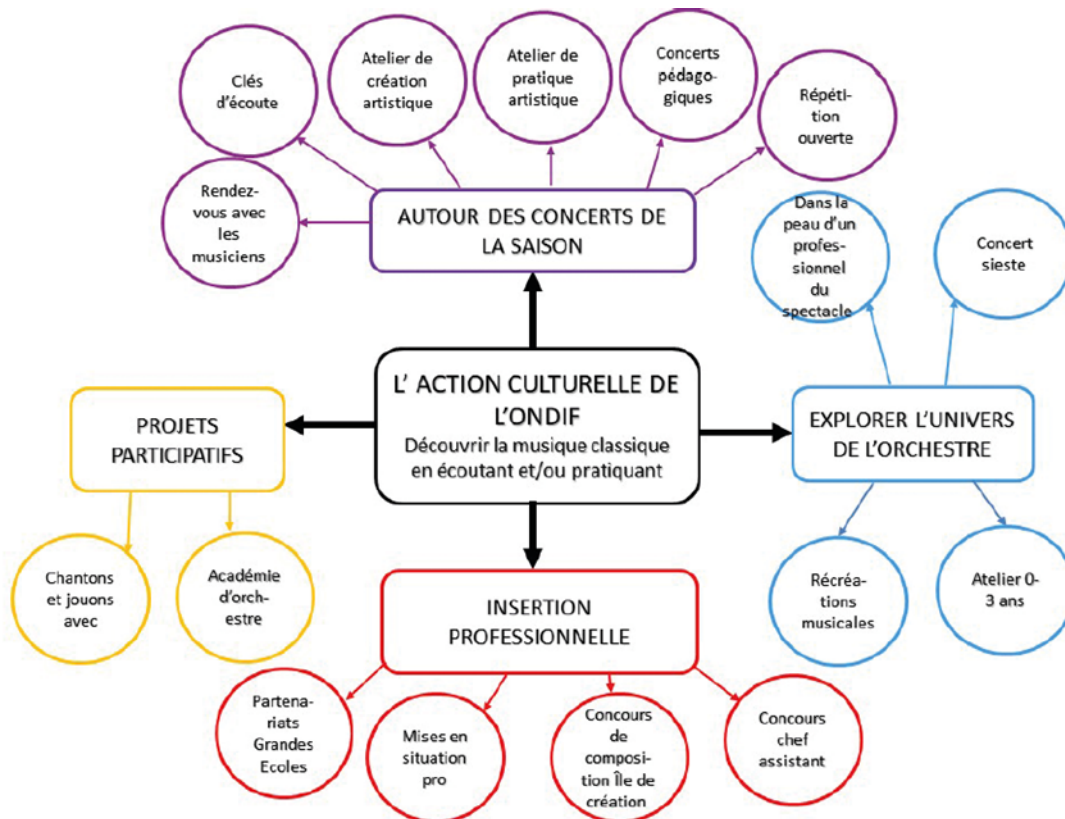 Clés
d'écoute
Atelier de
création
artistique
Atelier de
pratique
artistique
Concerts
pédago-
giques
Répéti-
tion
ouverte
Rendez-
vous avec
les
musiciens
AUTOUR DES CONCERTS DE
LA SAISON
Dans la
peau d'un
profes-
sionnel
du
spectacle
Concert
sieste
L' ACTION CULTURELLE DE
L'ONDIF
Découvrir la musique classique
en écoutant et/ou pratiquant
PROJETS
PARTICIPATIFS
EXPLORER L'UNIVERS
DE L'ORCHESTRE
Chantons
et jouons
avec
Académie
d'orch-
estre
Récréa-
tions
musicales
Atelier 0-
3 ans
INSERTION
PROFESSIONNELLE
Partena-
riats
Grandes
Ecoles
Mises en
situation
pro
Concours
de
composition
composition Île de
création
Concours
chef
assistant